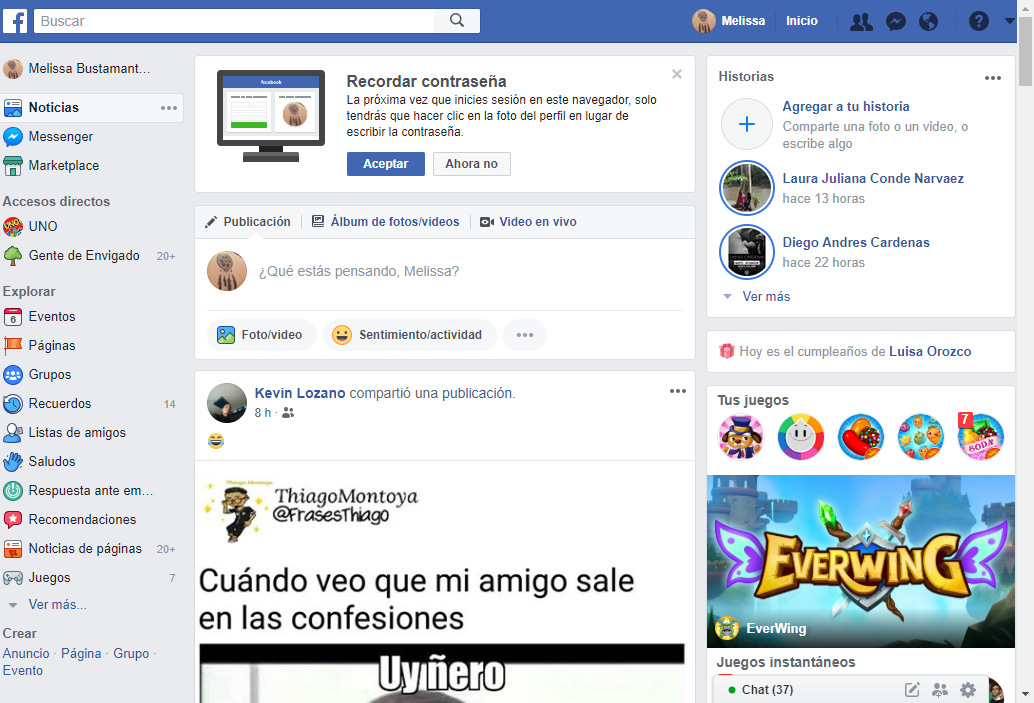 Buscar
Melissa
Inicio
Melissa Bustamant...
Noticias
Messenger
Marketplace
Accesos directos
UNO
Gente de Envigado 20+
Explorar
Eventos
6
Páginas
Grupos
Recuerdos 14
Listas de amigos
Saludos
Respuesta ante em...
Recomendaciones
Noticias de páginas 20+
Juegos 7
Ver más...
Crear
Anuncio · Página · Grupo ·
Evento
facebook
Recordar contraseña
La próxima vez que inicies sesión en este navegador, solo
tendrás que hacer clic en la foto del perfil en lugar de
escribir la contraseña.
Aceptar
Ahora no
Publicación
Álbum de fotos/videos
Video en vivo
¿Qué estás pensando, Melissa?
Foto/video
Sentimiento/actividad
Kevin Lozano compartió una publicación.
8 h ·
Thiago Montoya
ThiagoMontoya
@FrasesThiago
Cuándo veo que mi amigo sale
en las confesiones
Uy ñero
Historias
Agregar a tu historia
Comparte una foto o un video, o
escribe algo
Laura Juliana Conde Narvaez
hace 13 horas
Diego Andres Cardenas
hace 22 horas
Ver más
Hoy es el cumpleaños de Luisa Orozco
Tus juegos
7
SODA
EVERWING
EverWing
Juegos instantáneos
Chat (37)